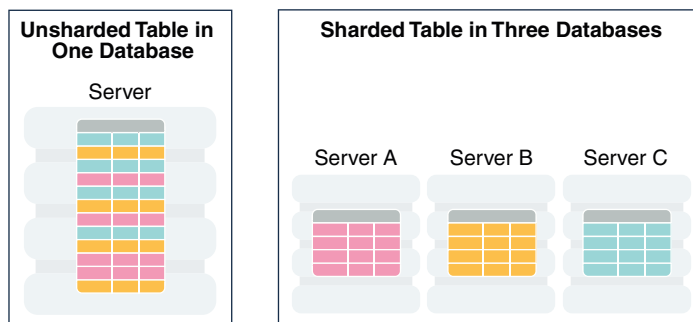 Unsharded Table in
One Database
Server
Sharded Table in Three Databases
Server A
Server B
Server C